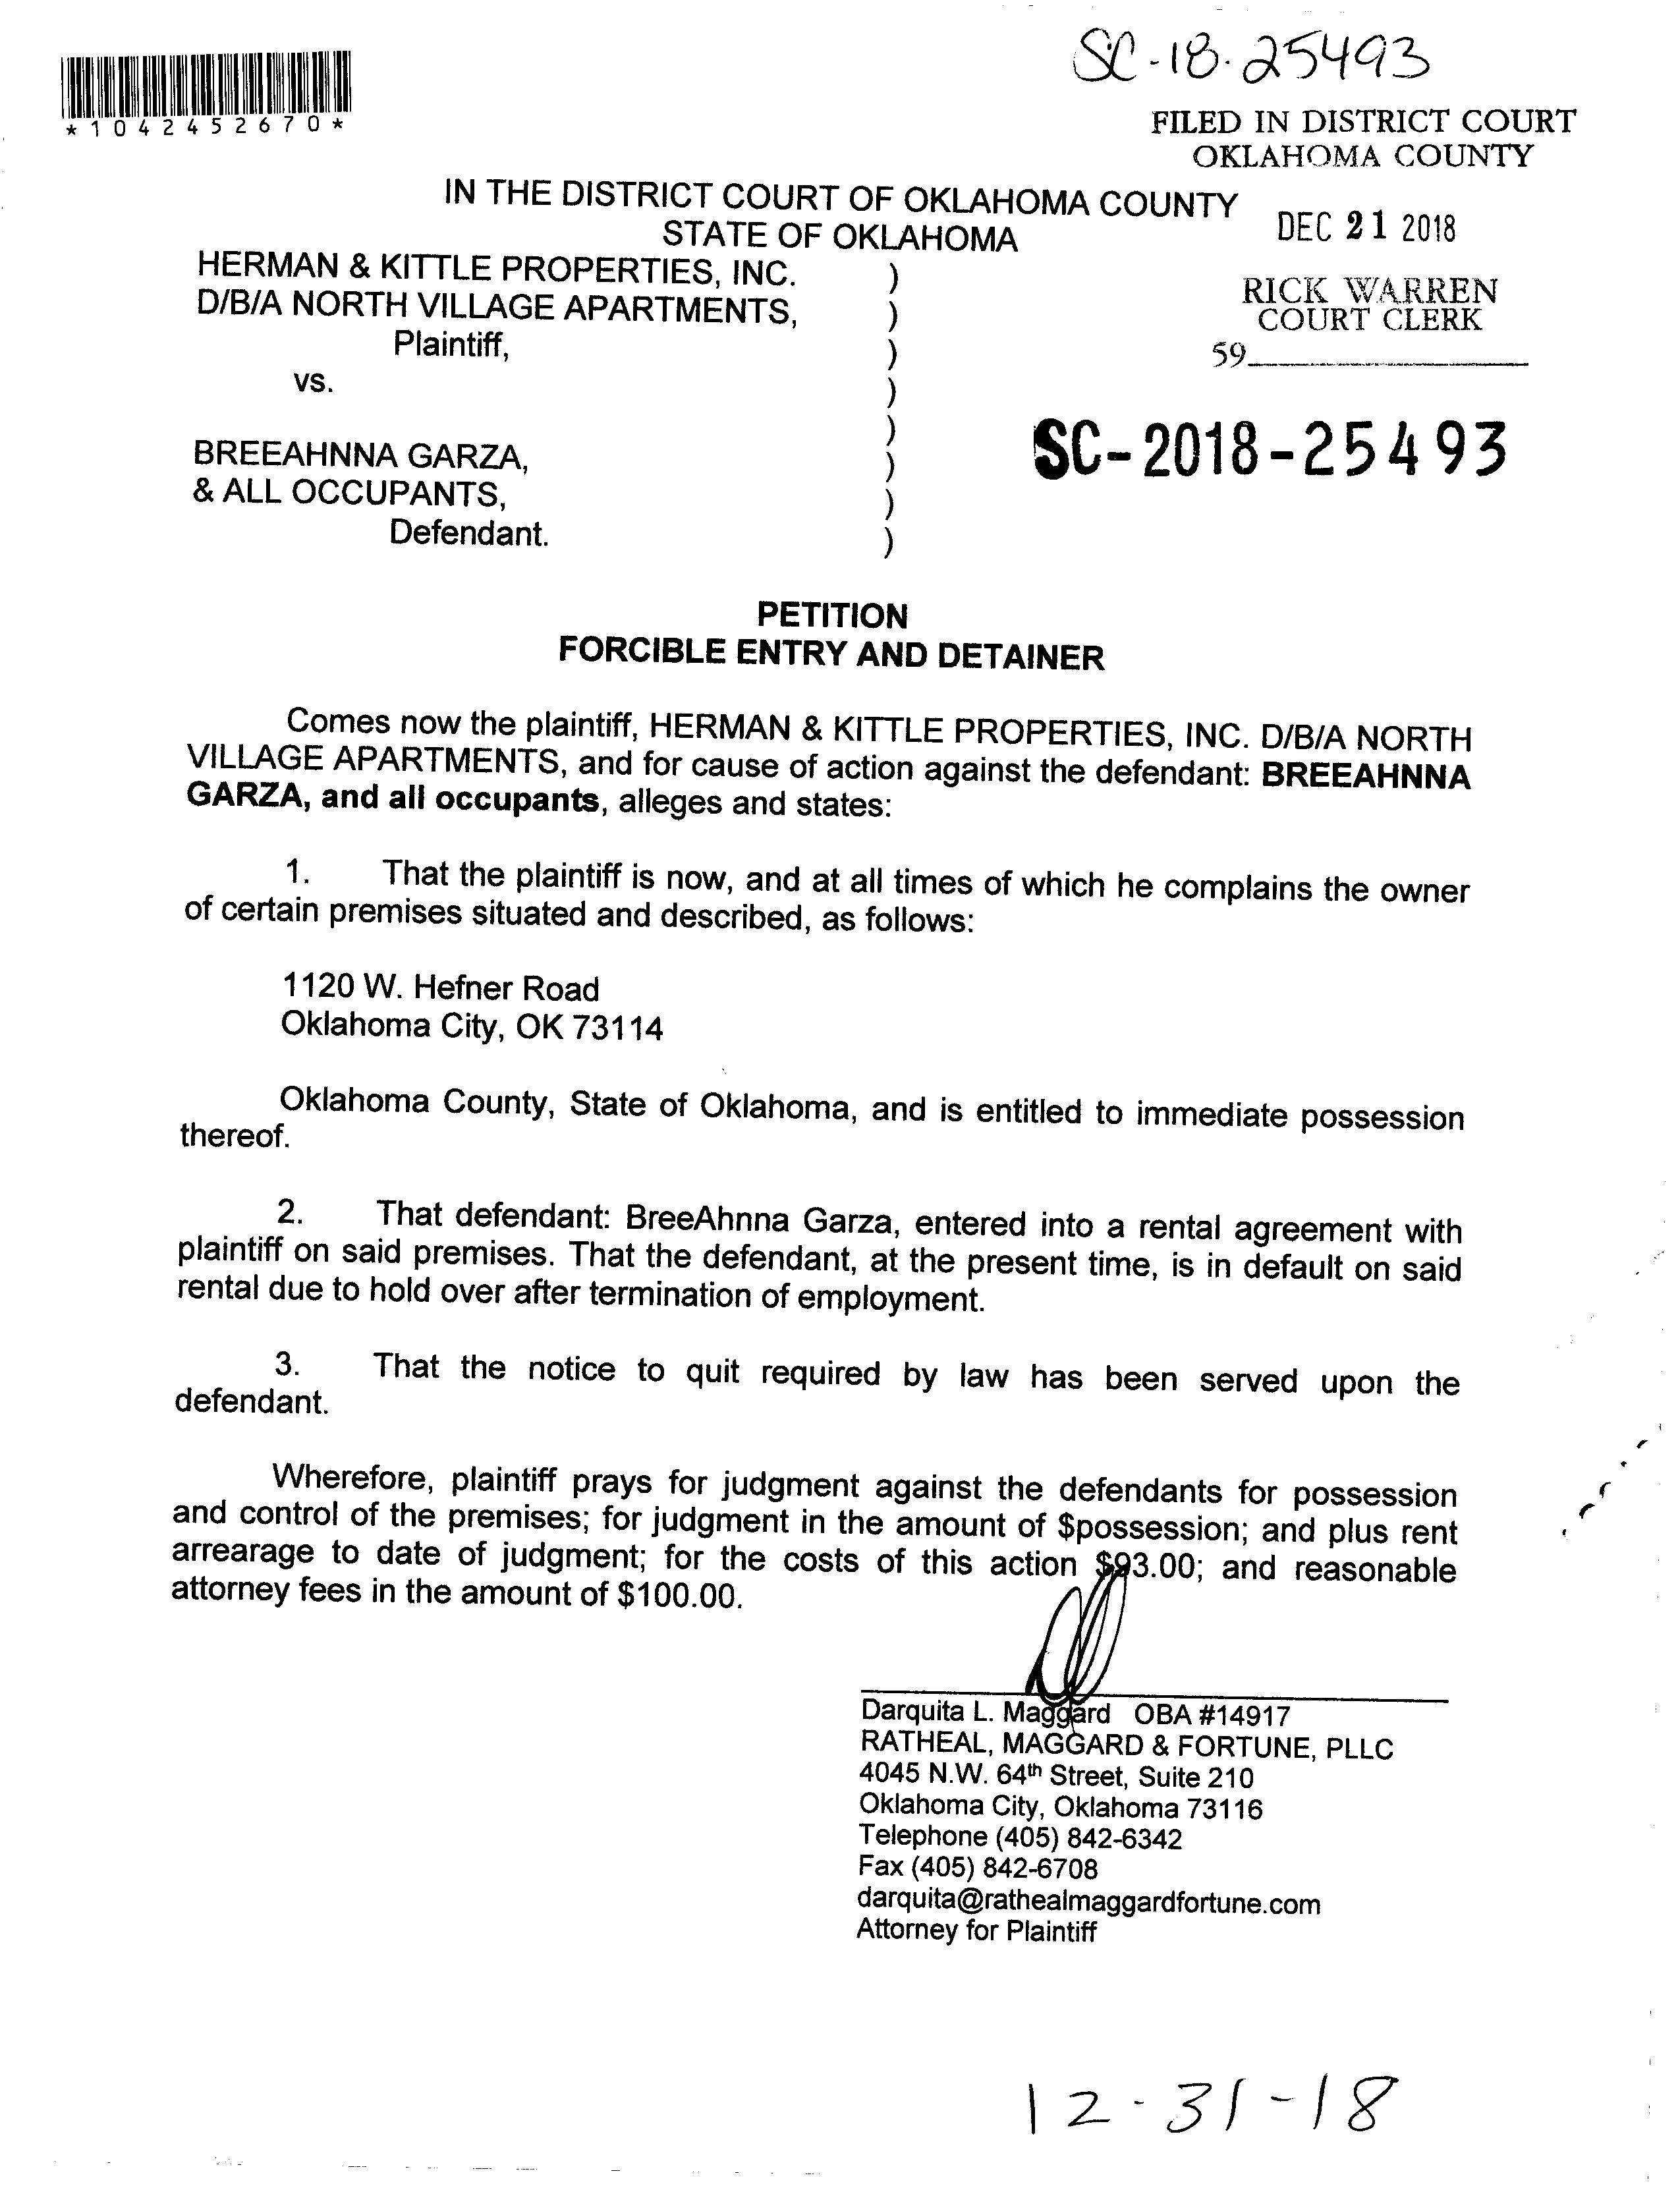 SC-18-25493
*1042452670*
FILED IN DISTRICT COURT
OKLAHOMA COUNTY
IN THE DISTRICT COURT OF OKLAHOMA COUNTY
STATE OF OKLAHOMA
DEC 21 2018
HERMAN & KITTLE PROPERTIES, INC. )
D/B/A NORTH VILLAGE APARTMENTS, )
Plaintiff, )
RICK WARREN
COURT CLERK
59
vs. )
)
BREEAHNNA GARZA, )
& ALL OCCUPANTS, )
Defendant. )
SC-2018-25493
PETITION
FORCIBLE ENTRY AND DETAINER
Comes now the plaintiff, HERMAN & KITTLE PROPERTIES, INC. D/B/A NORTH
VILLAGE APARTMENTS, and for cause of action against the defendant: BREEAHNNA
GARZA, and all occupants, alleges and states:
1. That the plaintiff is now, and at all times of which he complains the owner
of certain premises situated and described, as follows:
1120 W. Hefner Road
Oklahoma City, OK 73114
Oklahoma County, State of Oklahoma, and is entitled to immediate possession
thereof.
2. That defendant: BreeAhnna Garza, entered into a rental agreement with
plaintiff on said premises. That the defendant, at the present time, is in default on said
rental due to hold over after termination of employment.
3. That the notice to quit required by law has been served upon the
defendant.
Wherefore, plaintiff prays for judgment against the defendants for possession
and control of the premises; for judgment in the amount of $possession; and plus rent
arrearage to date of judgment; for the costs of this action $93.00; and reasonable
attorney fees in the amount of $100.00.
Darquita L. Maggard OBA #14917
RATHEAL, MAGGARD & FORTUNE, PLLC
4045 N.W. 64th Street, Suite 210
Oklahoma City, Oklahoma 73116
Telephone (405) 842-6342
Fax (405) 842-6708
darquita@rathealmaggardfortune.com
Attorney for Plaintiff
12-31-18